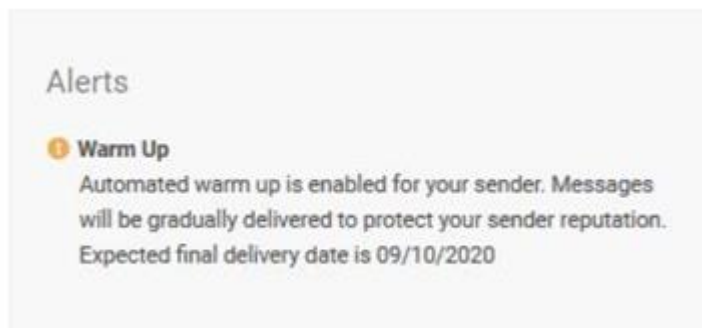 Alerts
Warm Up
Automated warm up is enabled for your sender. Messages
will be gradually delivered to protect your sender reputation.
Expected final delivery date is 09/10/2020